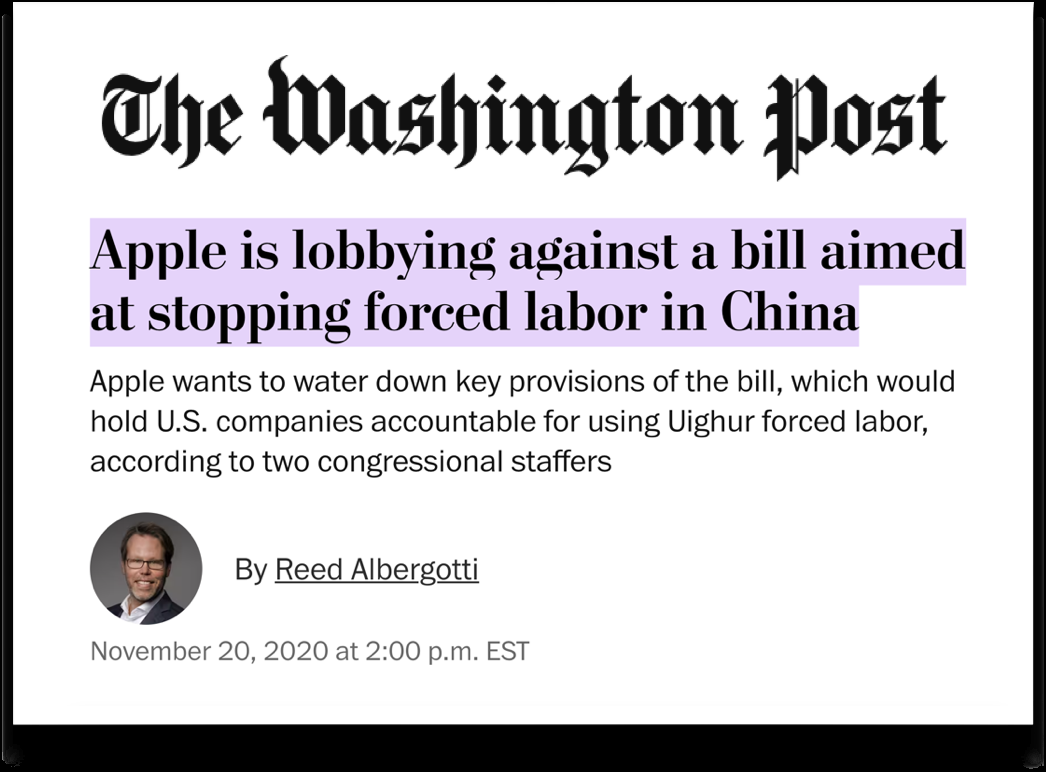 The Washington Post
Apple is lobbying against a bill aimed
at stopping forced labor in China
Apple wants to water down key provisions of the bill, which would
hold U.S. companies accountable for using Uighur forced labor,
according to two congressional staffers
By Reed Albergotti
November 20, 2020 at 2:00 p.m. EST